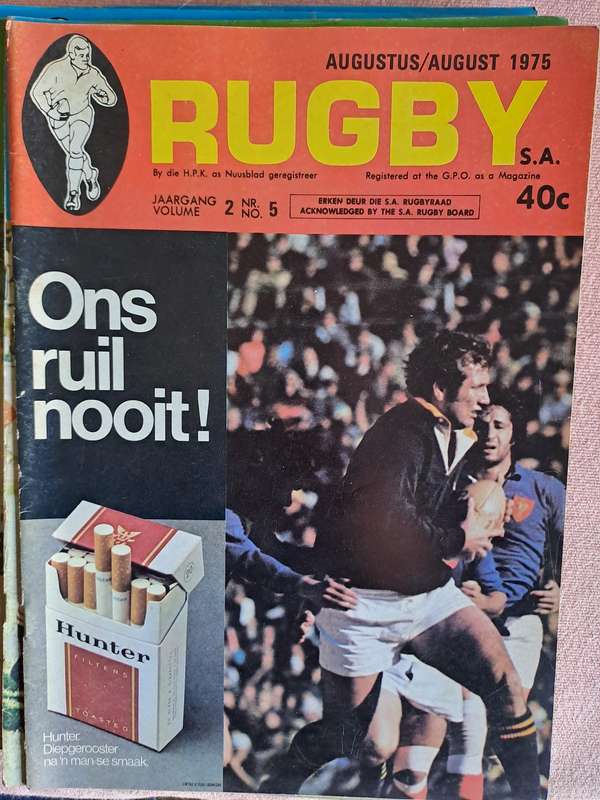 AUGUSTUS/AUGUST 1975
RUGBY S.A.
By die H.P.K. as Nuusblad geregistreer
Registered at the G.P.O. as a Magazine
JAARGANG
VOLUME 2 NR. NO. 5
ERKEN DEUR DIE S.A. RUGBYRAAD
ACKNOWLEDGED BY THE S.A. RUGBY BOARD
40c
Ons
ruil
nooit!
Hunter
FILTERS
TOASTED
Hunter.
Diepgerooster
na 'n man se smaak.